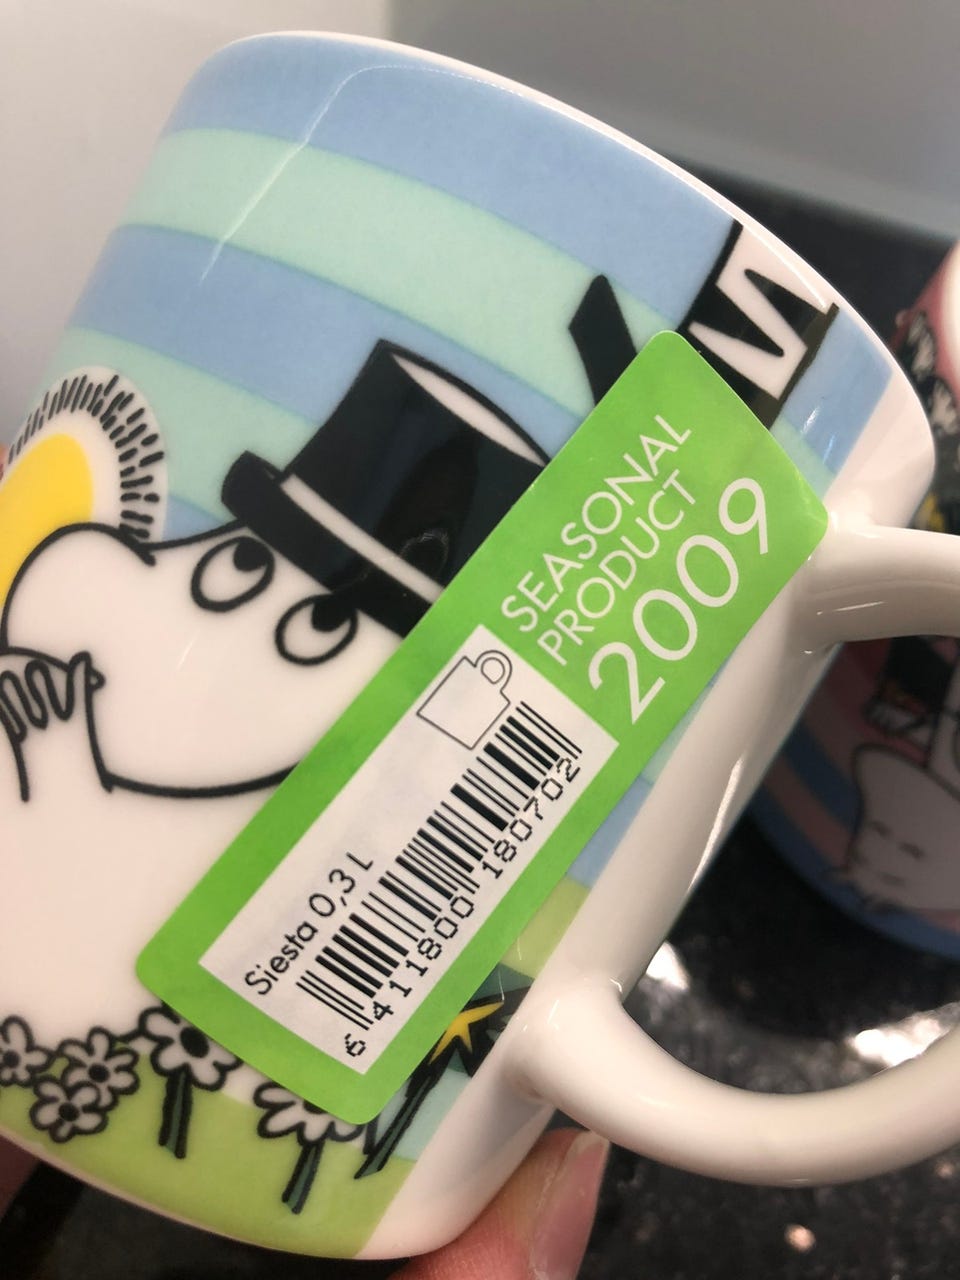 SEASONAL
PRODUCT
2009
Siesta 0,3 L
6 411800 180702